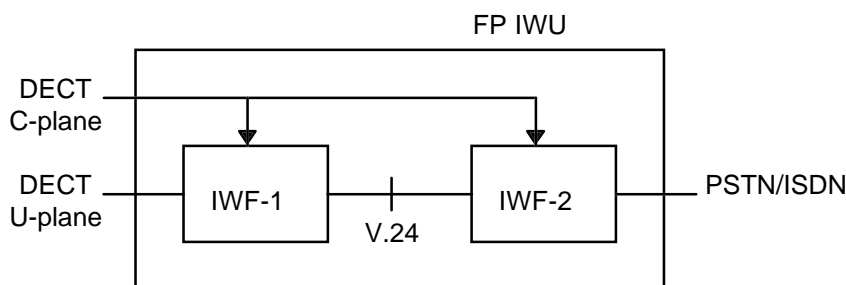 FP IWU
DECT
C-plane
DECT
U-plane
IWF-1
V.24
IWF-2
PSTN/ISDN